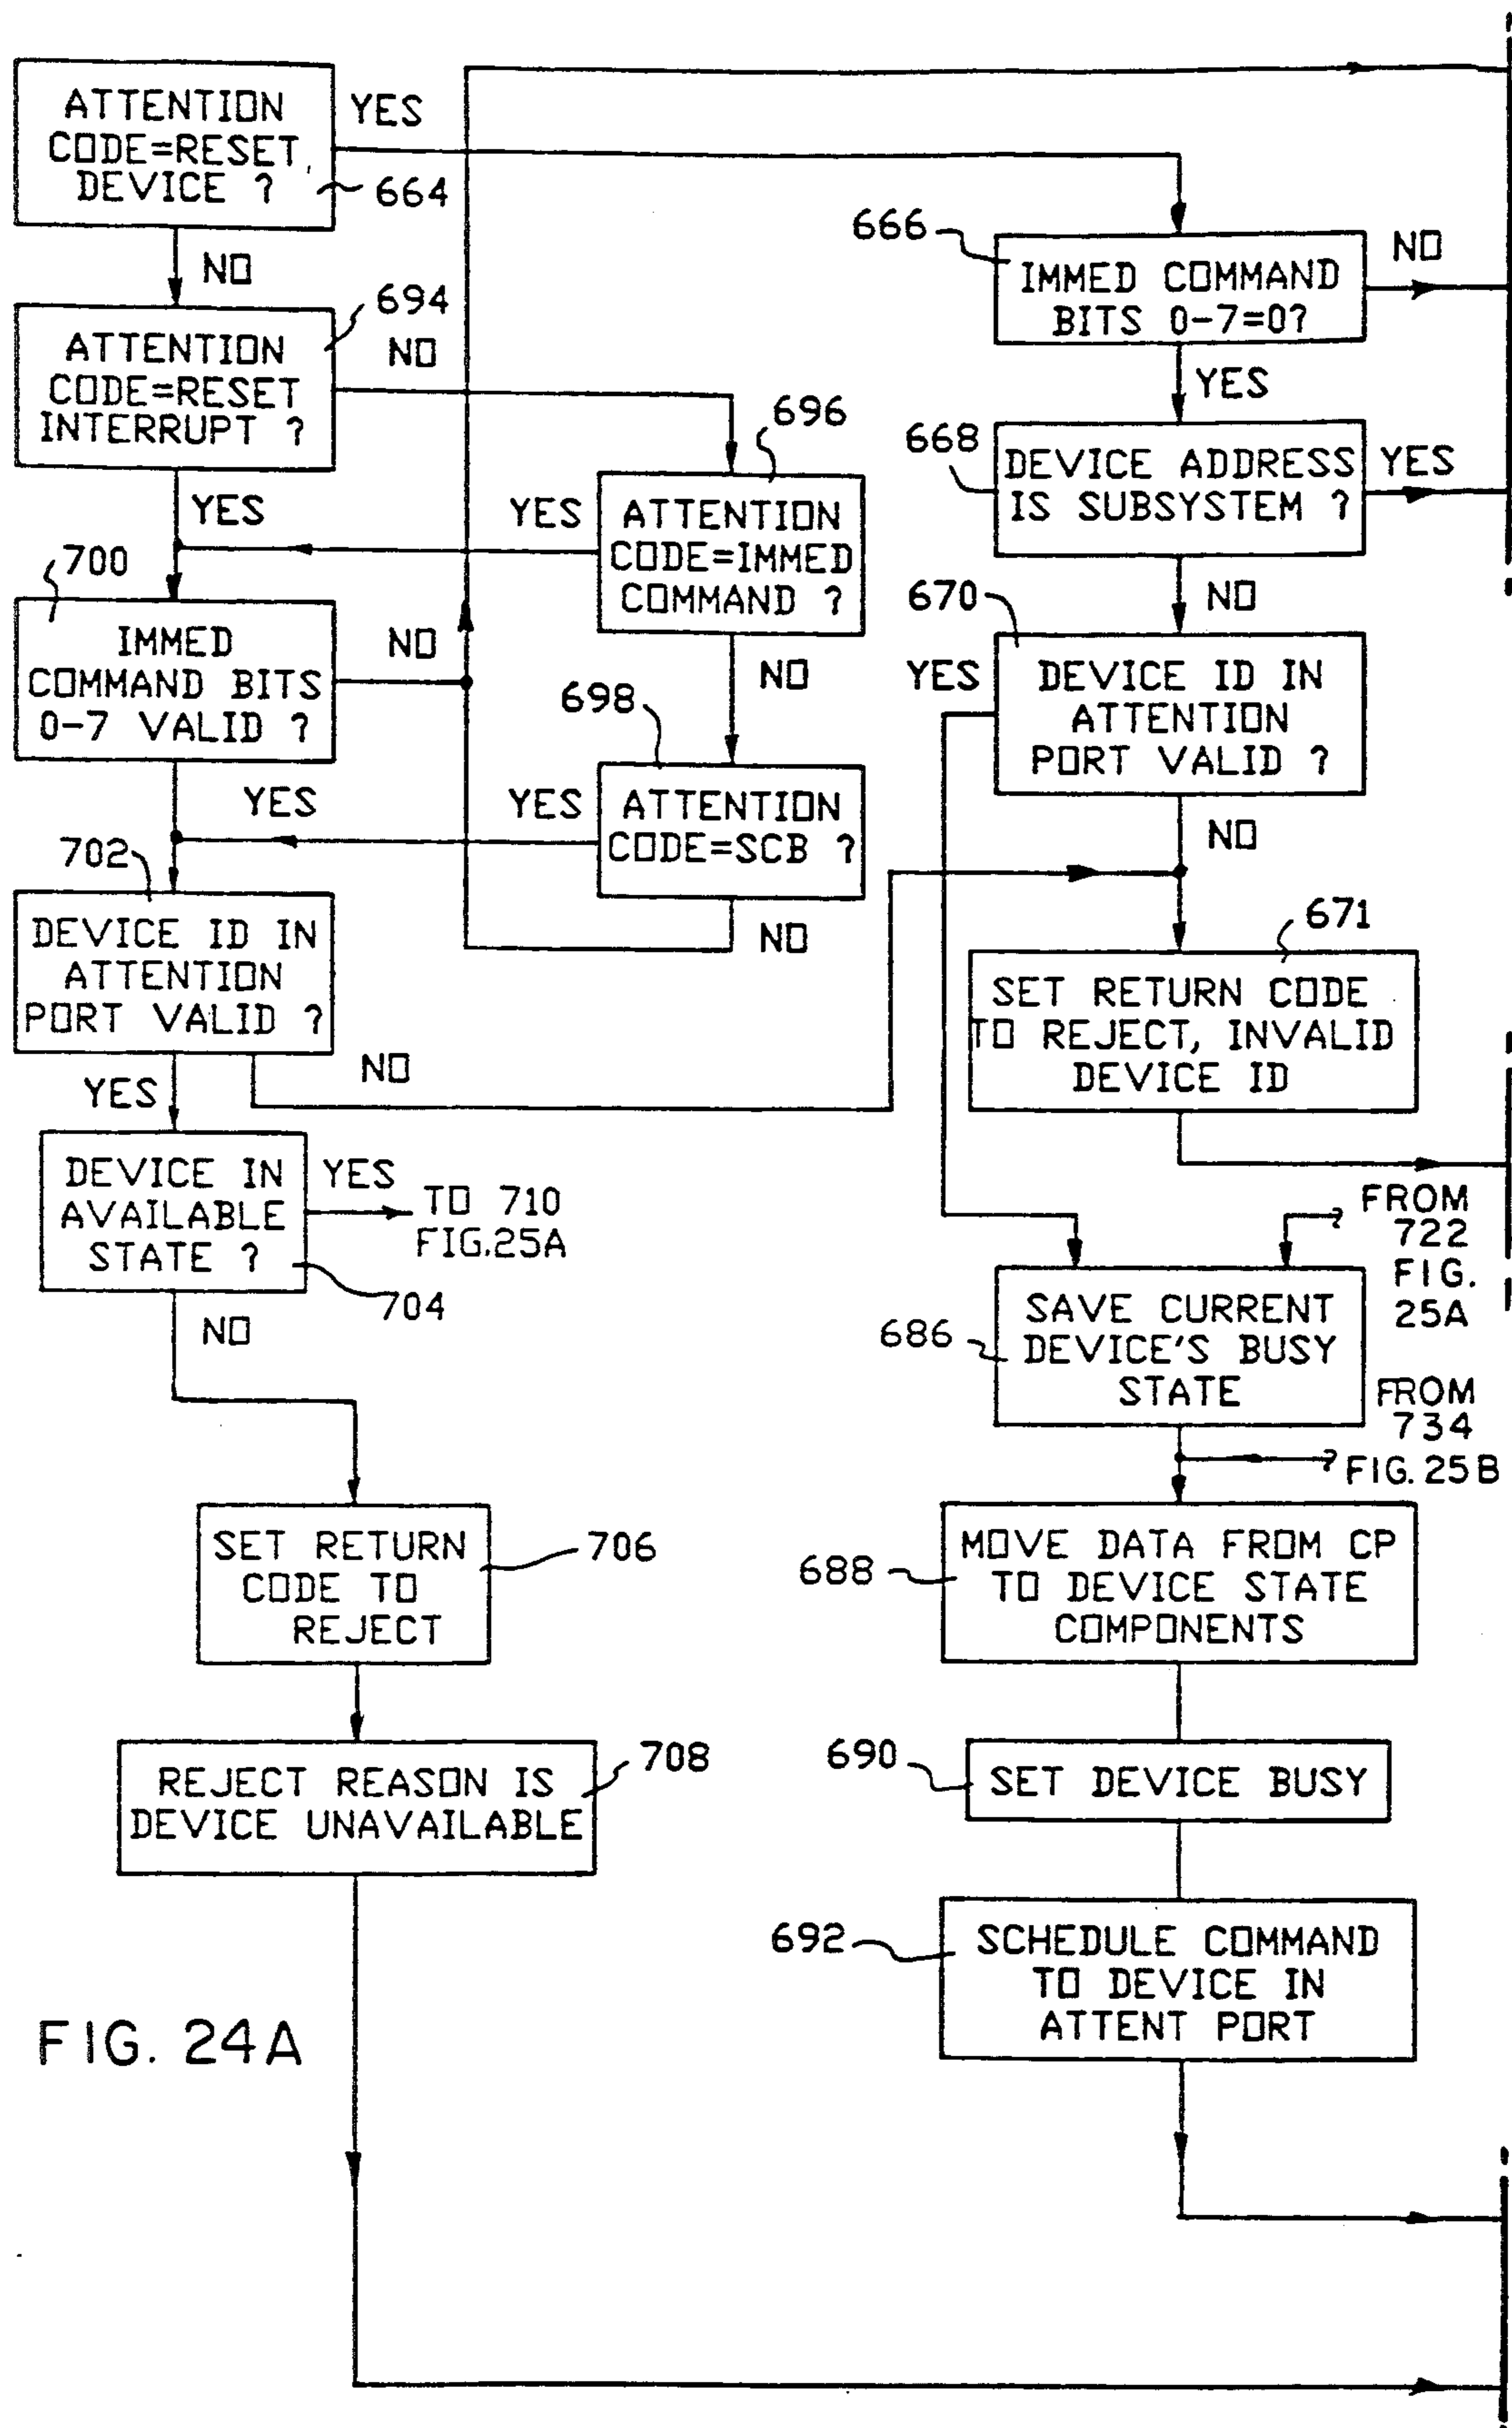 ATTENTION
CODE=RESET
DEVICE ?
664
YES
NO
694
ATTENTION
CODE=RESET
INTERRUPT ?
NO
YES
696
ATTENTION
CODE=IMMED
COMMAND ?
YES
NO
700
IMMED
COMMAND BITS
0-7 VALID ?
NO
YES
698
ATTENTION
CODE=SCB ?
YES
NO
702
DEVICE ID IN
ATTENTION
PORT VALID ?
NO
YES
DEVICE IN
AVAILABLE
STATE ?
704
YES
TO 710
FIG.25A
NO
SET RETURN
CODE TO
REJECT
706
REJECT REASON IS
DEVICE UNAVAILABLE
708
666
IMMED COMMAND
BITS 0-7=0?
NO
YES
668
DEVICE ADDRESS
IS SUBSYSTEM ?
YES
NO
670
DEVICE ID IN
ATTENTION
PORT VALID ?
YES
NO
671
SET RETURN CODE
TO REJECT, INVALID
DEVICE ID
FROM
722
FIG.
25A
686
SAVE CURRENT
DEVICE'S BUSY
STATE
FROM
734
FIG. 25B
688
MOVE DATA FROM CP
TO DEVICE STATE
COMPONENTS
690
SET DEVICE BUSY
692
SCHEDULE COMMAND
TO DEVICE IN
ATTENT PORT
FIG. 24A